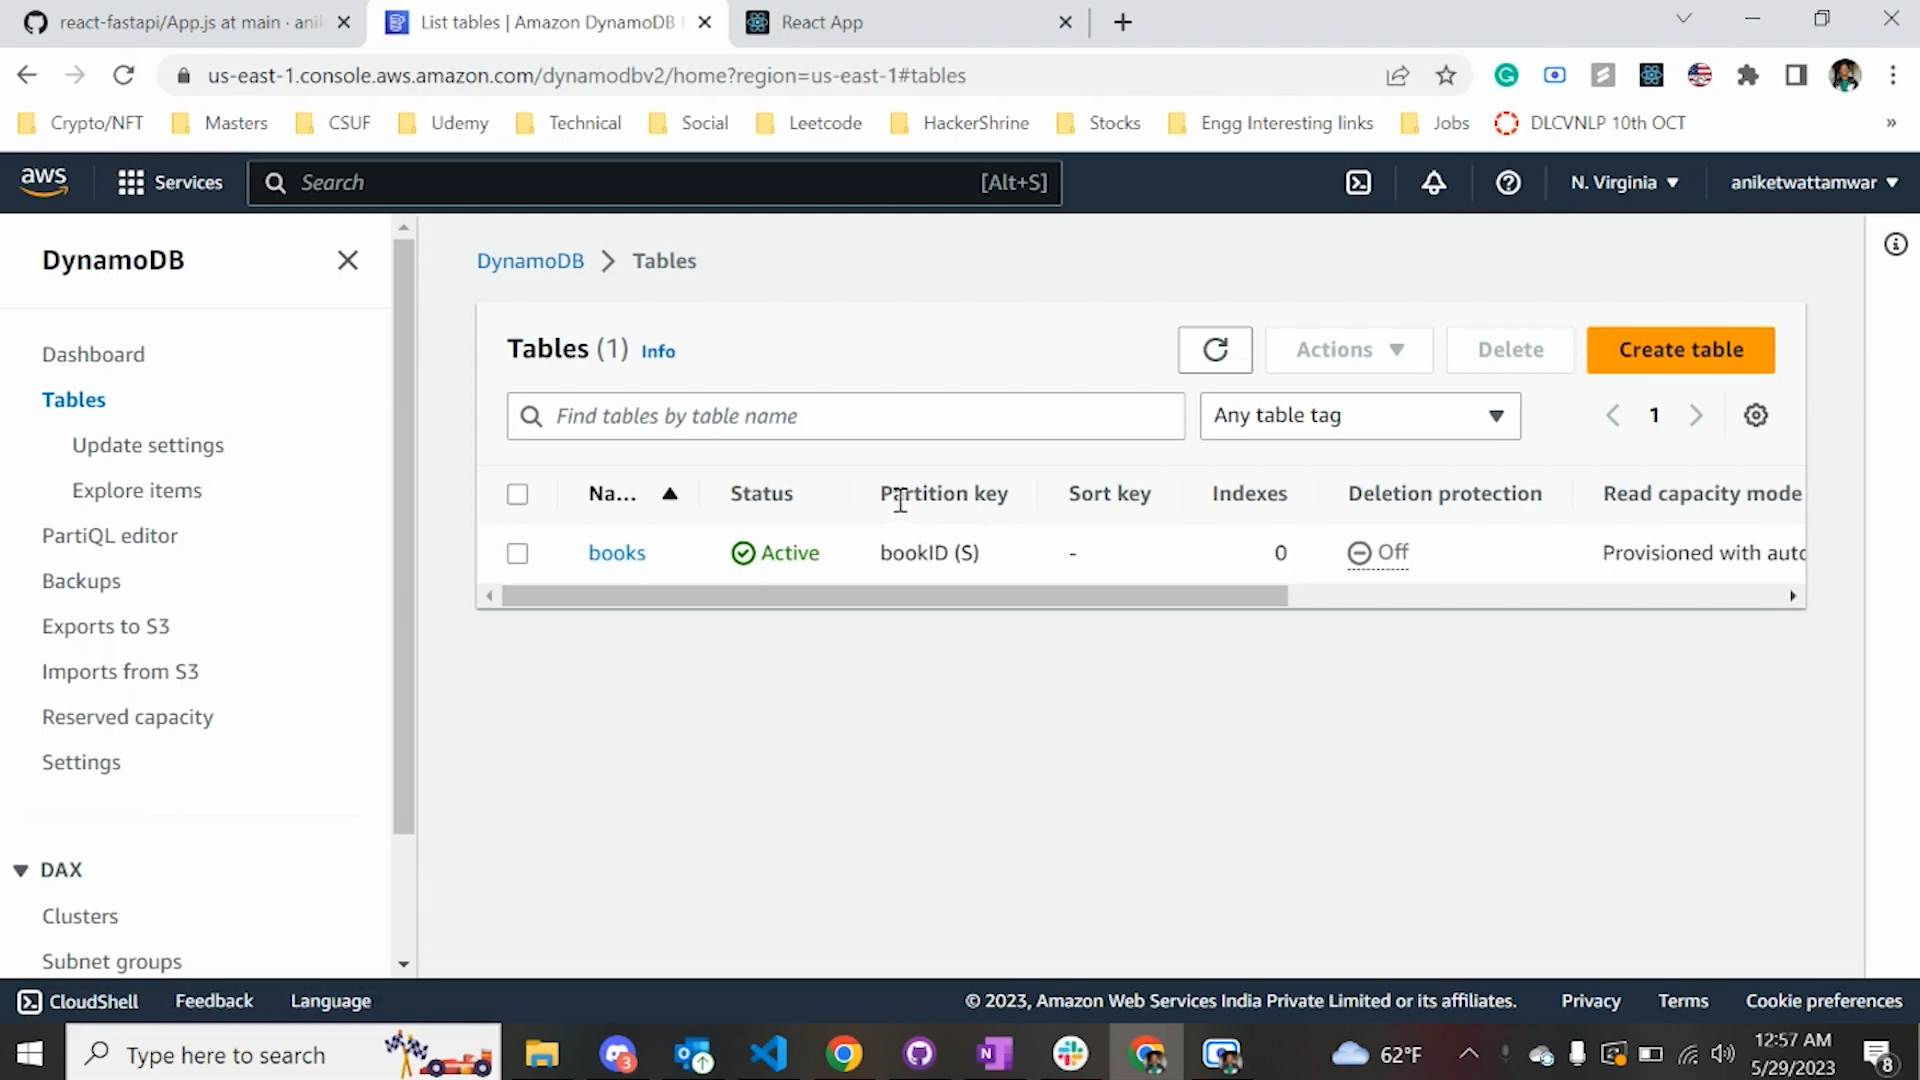 react-fastapi/App.js at main · anik
List tables | Amazon DynamoDB
React App
us-east-1.console.aws.amazon.com/dynamodbv2/home?region=us-east-1#tables
Crypto/NFT Masters CSUF Udemy Technical Social Leetcode HackerShrine Stocks Engg Interesting links Jobs DLCVNLP 10th OCT »
aws Services Search [Alt+S] N. Virginia aniketwattamwar
DynamoDB
DynamoDB > Tables
Dashboard
Tables
Update settings
Explore items
PartiQL editor
Backups
Exports to S3
Imports from S3
Reserved capacity
Settings
DAX
Clusters
Subnet groups
Tables (1) Info
Actions Delete Create table
Find tables by table name Any table tag 1
Na... Status Partition key Sort key Indexes Deletion protection Read capacity mode
books Active bookID (S) - 0 Off Provisioned with auto
CloudShell Feedback Language © 2023, Amazon Web Services India Private Limited or its affiliates. Privacy Terms Cookie preferences
Type here to search 3 62°F 12:57 AM
5/29/2023 8